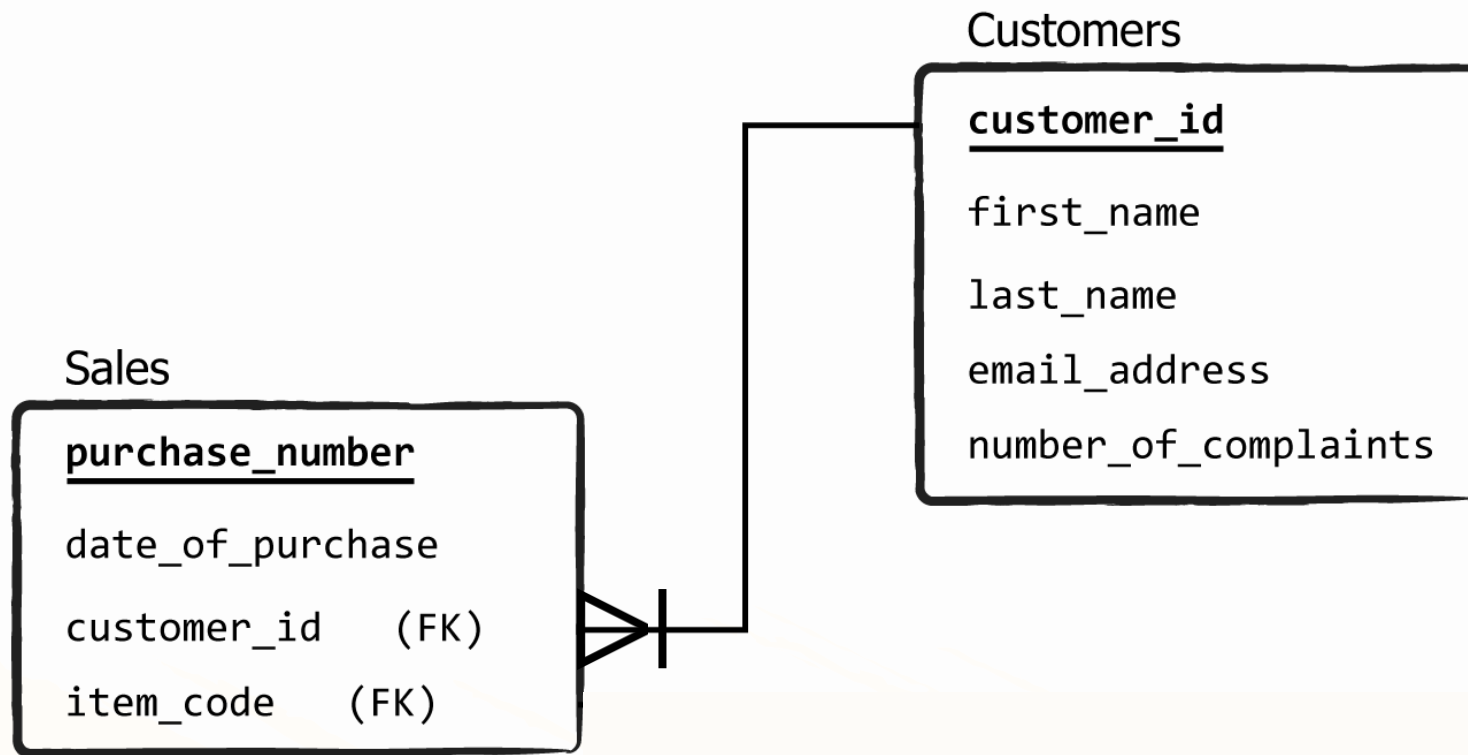 Customers
customer_id
first_name
last_name
email_address
number_of_complaints
Sales
purchase_number
date_of_purchase
customer_id (FK)
item_code (FK)